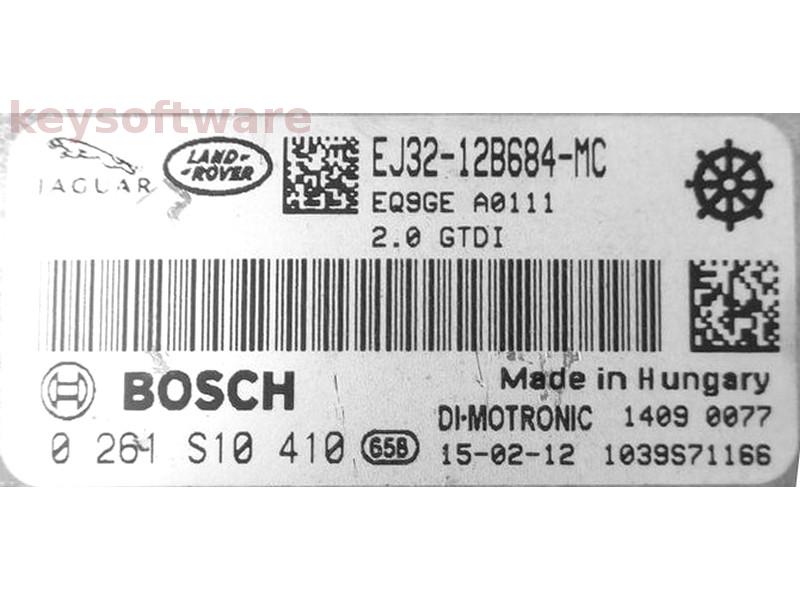 keysoftware
JAGUAR
LAND-
-ROVER
EJ32-12B684-MC
EQ9GE A0111
2.0 GTDI
BOSCH
Made in Hungary
DI-MOTRONIC 1409 0077
0 261 S10 410 658 15-02-12 1039S71166